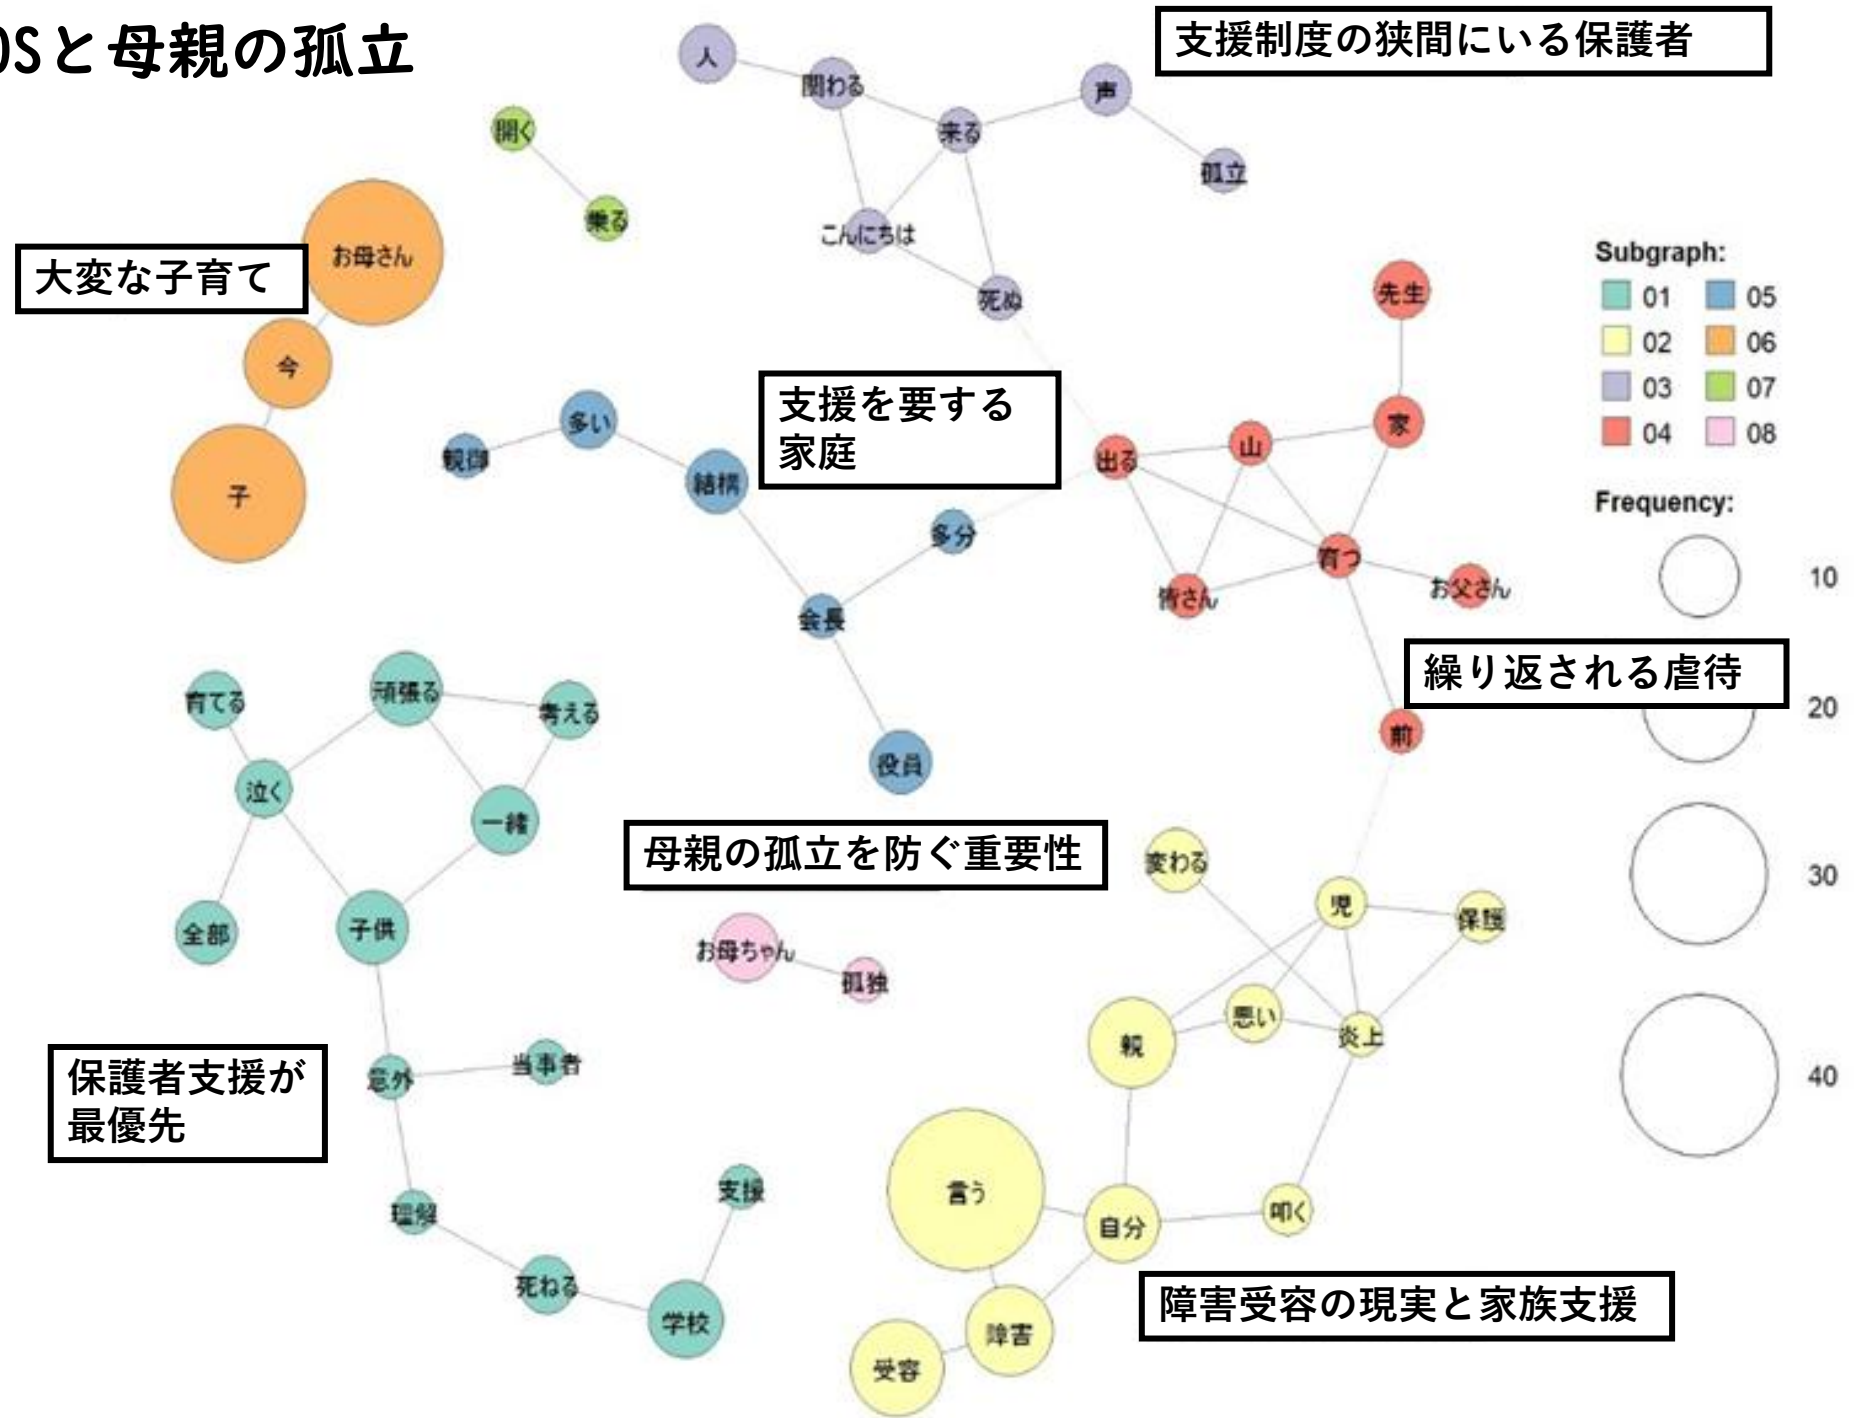 OSと母親の孤立
支援制度の狭間にいる保護者
人
関わる
来る
声
孤立
こんにちは
死ぬ
開く
乗る
お母さん
大変な子育て
今
子
Subgraph:
01 05
02 06
03 07
04 08
先生
家
山
出る
育つ
皆さん
お父さん
前
支援を要する
家庭
親御
多い
結構
多分
会長
役員
Frequency:
10
20
30
40
繰り返される虐待
育てる
頑張る
考える
泣く
一緒
全部
子供
母親の孤立を防ぐ重要性
お母ちゃん
孤独
変わる
児
保護
悪い
炎上
親
言う
自分
叩く
障害
受容
保護者支援が
最優先
意外
当事者
理解
支援
死ねる
学校
障害受容の現実と家族支援